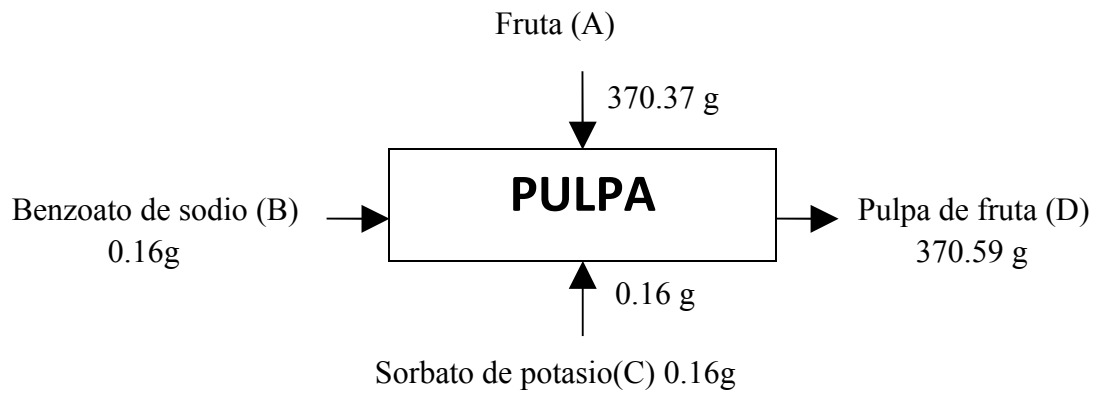 Fruta (A)
370.37 g
PULPA
Benzoato de sodio (B)
0.16g
Pulpa de fruta (D)
370.59 g
0.16 g
Sorbato de potasio(C) 0.16g